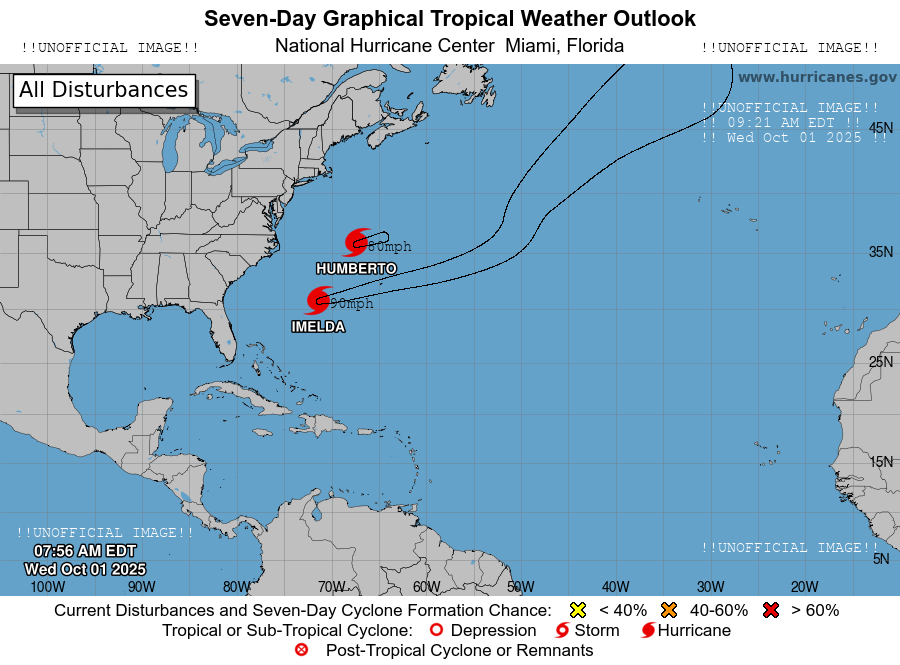 Seven-Day Graphical Tropical Weather Outlook
!!UNOFFICIAL IMAGE!!
National Hurricane Center  Miami, Florida
!!UNOFFICIAL IMAGE!!
All Disturbances
www.hurricanes.gov
!!UNOFFICIAL IMAGE!!
!! 09:21 AM EDT !!
!! Wed Oct 01 2025 !!
45N
80mph
35N
HUMBERTO
90mph
IMELDA
25N
15N
!!UNOFFICIAL IMAGE!!
07:56 AM EDT
Wed Oct 01 2025
!!UNOFFICIAL IMAGE!!
5N
100W 90W 80W 70W 60W 50W 40W 30W 20W
Current Disturbances and Seven-Day Cyclone Formation Chance: < 40% 40-60% > 60%
Tropical or Sub-Tropical Cyclone: Depression Storm Hurricane
Post-Tropical Cyclone or Remnants